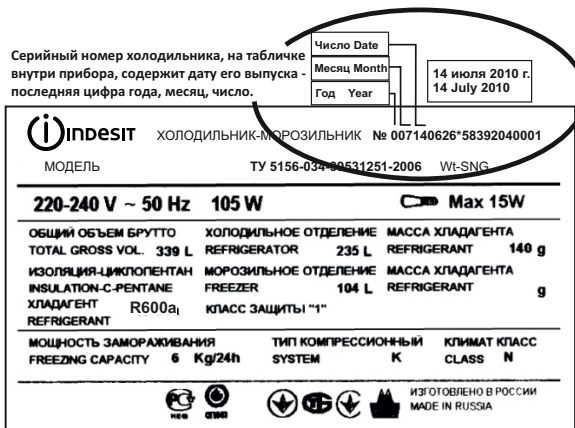 Серийный номер холодильника, на табличке
внутри прибора, содержит дату его выпуска -
последняя цифра года, месяц, число.
Число Date
Месяц Month
Год Year
14 июля 2010 г.
14 July 2010
indesit ХОЛОДИЛЬНИК-МОРОЗИЛЬНИК № 007140626*58392040001
МОДЕЛЬ ТУ 5156-034-39531251-2006 Wt-SNG
220-240 V ~ 50 Hz 105 W Max 15W
ОБЩИЙ ОБЪЕМ БРУТТО ХОЛОДИЛЬНОЕ ОТДЕЛЕНИЕ МАССА ХЛАДАГЕНТА
TOTAL GROSS VOL. 339 L REFRIGERATOR 235 L REFRIGERANT 140 g
ИЗОЛЯЦИЯ-ЦИКЛОПЕНТАН МОРОЗИЛЬНОЕ ОТДЕЛЕНИЕ МАССА ХЛАДАГЕНТА
INSULATION-C-PENTANE FREEZER 104 L REFRIGERANT g
ХЛАДАГЕНТ R600a КЛАСС ЗАЩИТЫ "1"
REFRIGERANT
МОЩНОСТЬ ЗАМОРАЖИВАНИЯ ТИП КОМПРЕССИОННЫЙ КЛИМАТ КЛАСС
FREEZING CAPACITY 6 Kg/24h SYSTEM K CLASS N
ИЗГОТОВЛЕНО В РОССИИ
MADE IN RUSSIA